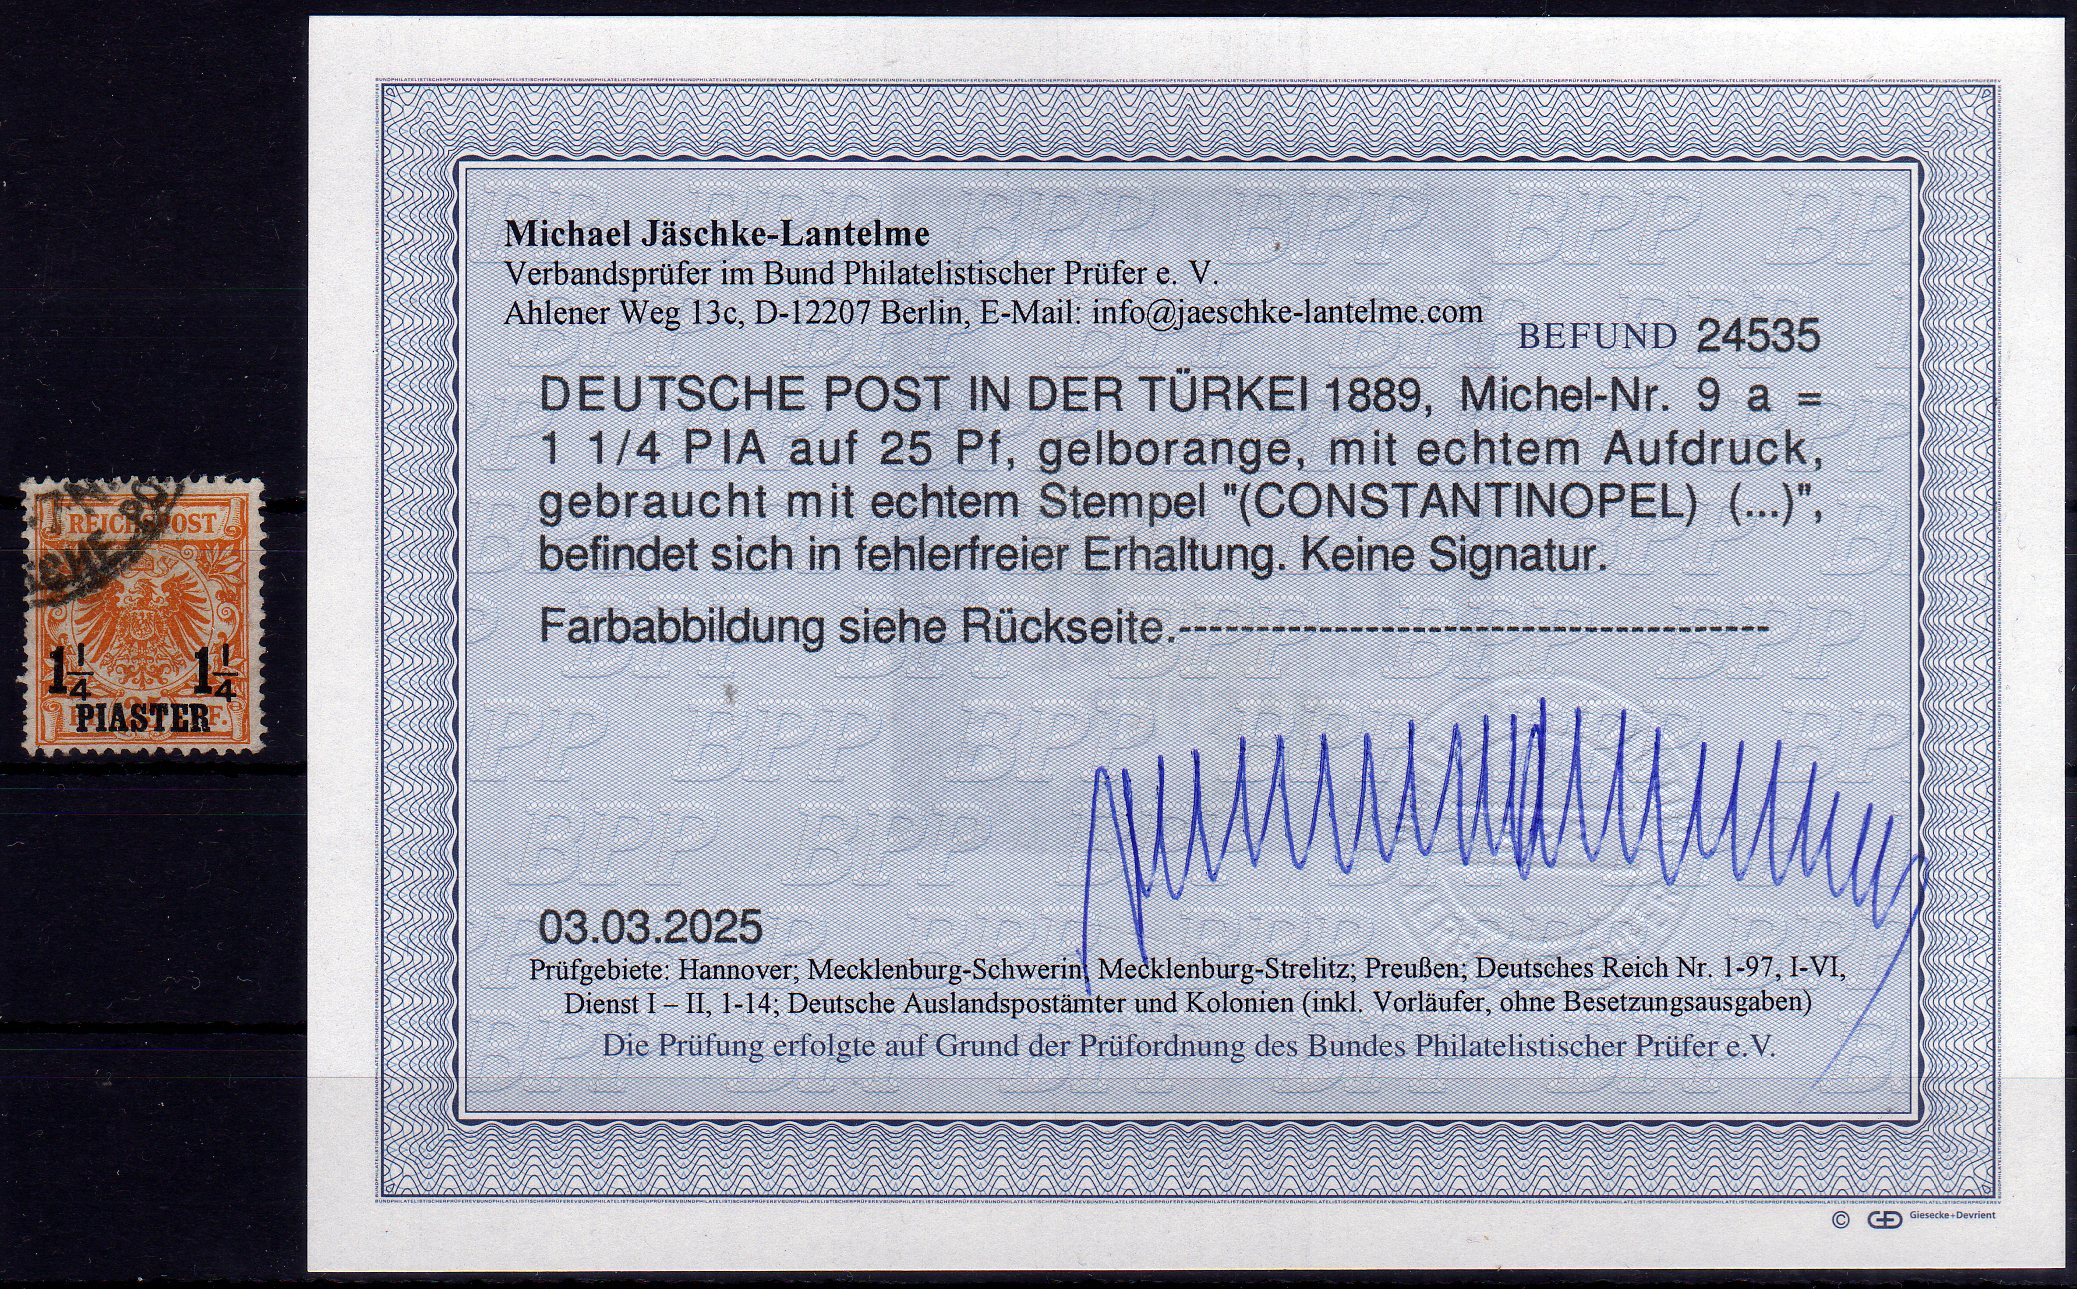 Michael Jäschke-Lantelme
Verbandsprüfer im Bund Philatelistischer Prüfer e. V.
Ahlener Weg 13c, D-12207 Berlin, E-Mail: info@jaeschke-lantelme.com
BEFUND 24535
DEUTSCHE POST IN DER TÜRKEI 1889, Michel-Nr. 9 a =
1 1/4 PIA auf 25 Pf, gelborange, mit echtem Aufdruck,
gebraucht mit echtem Stempel "(CONSTANTINOPEL) (...)",
befindet sich in fehlerfreier Erhaltung. Keine Signatur.
Farbabbildung siehe Rückseite.--------------------------------------
03.03.2025
Prüfgebiete: Hannover; Mecklenburg-Schwerin, Mecklenburg-Strelitz; Preußen; Deutsches Reich Nr. 1-97, I-VI,
Dienst I – II, 1-14; Deutsche Auslandspostämter und Kolonien (inkl. Vorläufer, ohne Besetzungsausgaben)
Die Prüfung erfolgte auf Grund der Prüfordnung des Bundes Philatelistischer Prüfer e.V.
© Giesecke+Devrient
1 1/4 1 1/4
PIASTER